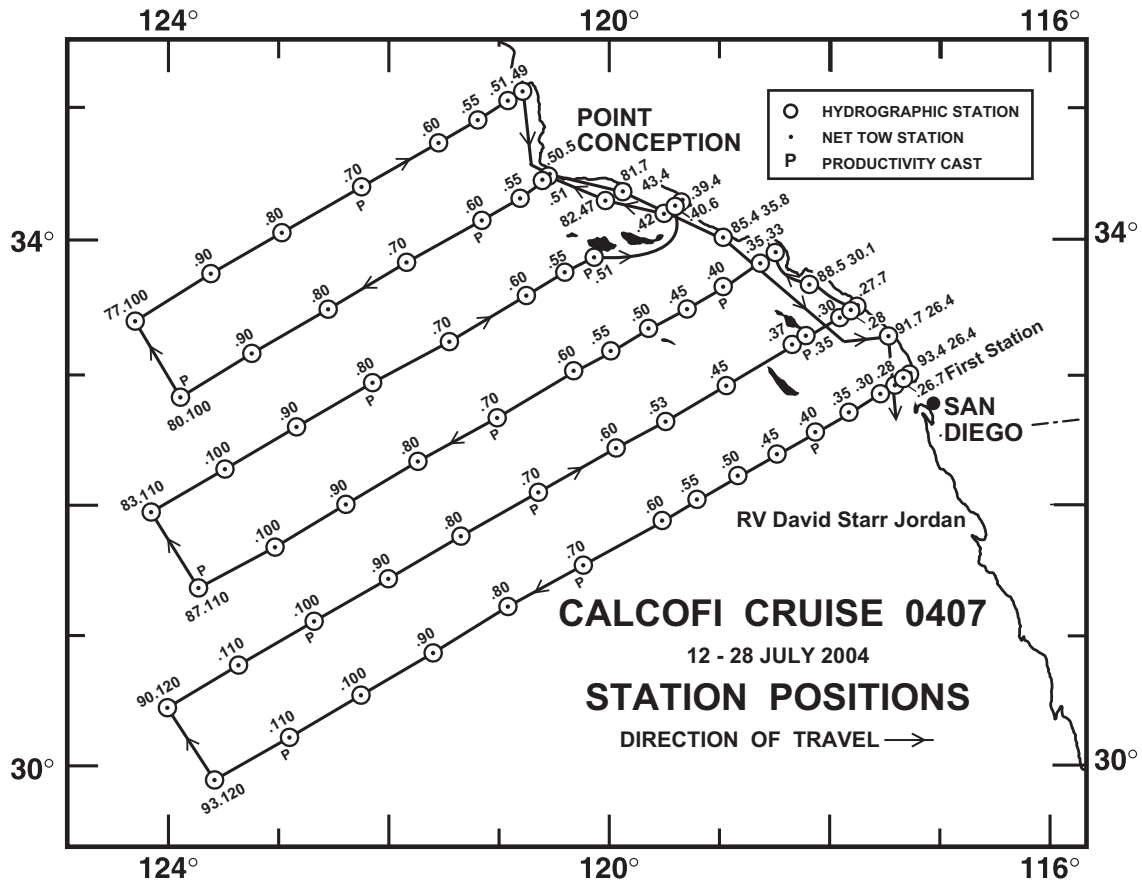 124° 120° 116°
POINT
CONCEPTION
HYDROGRAPHIC STATION
NET TOW STATION
P PRODUCTIVITY CAST
34° 34°
77.100 .90 .80 .70 P .60 .55 .51 .49
80.100 P .90 .80 P .70 .60 P .55 .51 .50.5
82.47 81.7 43.4 .42 .39.4 .40.6
83.110 .100 .90 .80 P .70 .60 .55 P .51
85.4 35.8
87.110 P .100 .90 .80 .70 P .60 .55 .50 .45 .40 .35 .33
88.5 30.1
90.120 .110 .100 P .90 .80 .70 P .60 .53 .45 .37 P .35 .30 .28 .27.7
91.7 26.4
93.4 26.4
93.120 .110 P .100 .90 .80 .70 P .60 .55 .50 .45 .40 P .35 .30 .28 .26.7
First Station
SAN
DIEGO
RV David Starr Jordan
CALCOFI CRUISE 0407
12 - 28 JULY 2004
STATION POSITIONS
DIRECTION OF TRAVEL
30° 30°
124° 120° 116°